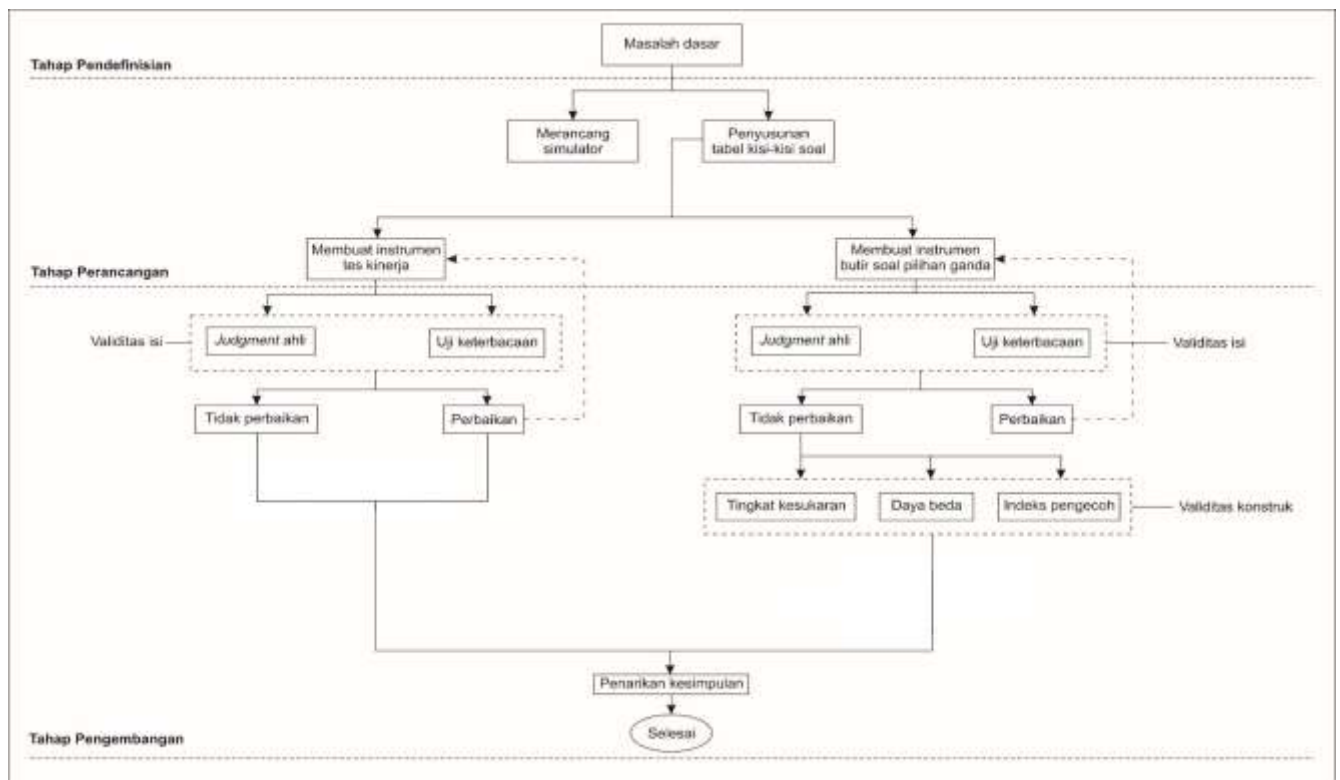 Masalah dasar
Tahap Pendefinisian
Merancang
simulator
Penyusunan
tabel kisi-kisi soal
Membuat instrumen
tes kinerja
Membuat instrumen
butir soal pilihan ganda
Tahap Perancangan
Validitas isi
Judgment ahli
Uji keterbacaan
Judgment ahli
Uji keterbacaan
Validitas isi
Tidak perbaikan
Perbaikan
Tidak perbaikan
Perbaikan
Tingkat kesukaran
Daya beda
Indeks pengecoh
Validitas konstruk
Penarikan kesimpulan
Selesai
Tahap Pengembangan